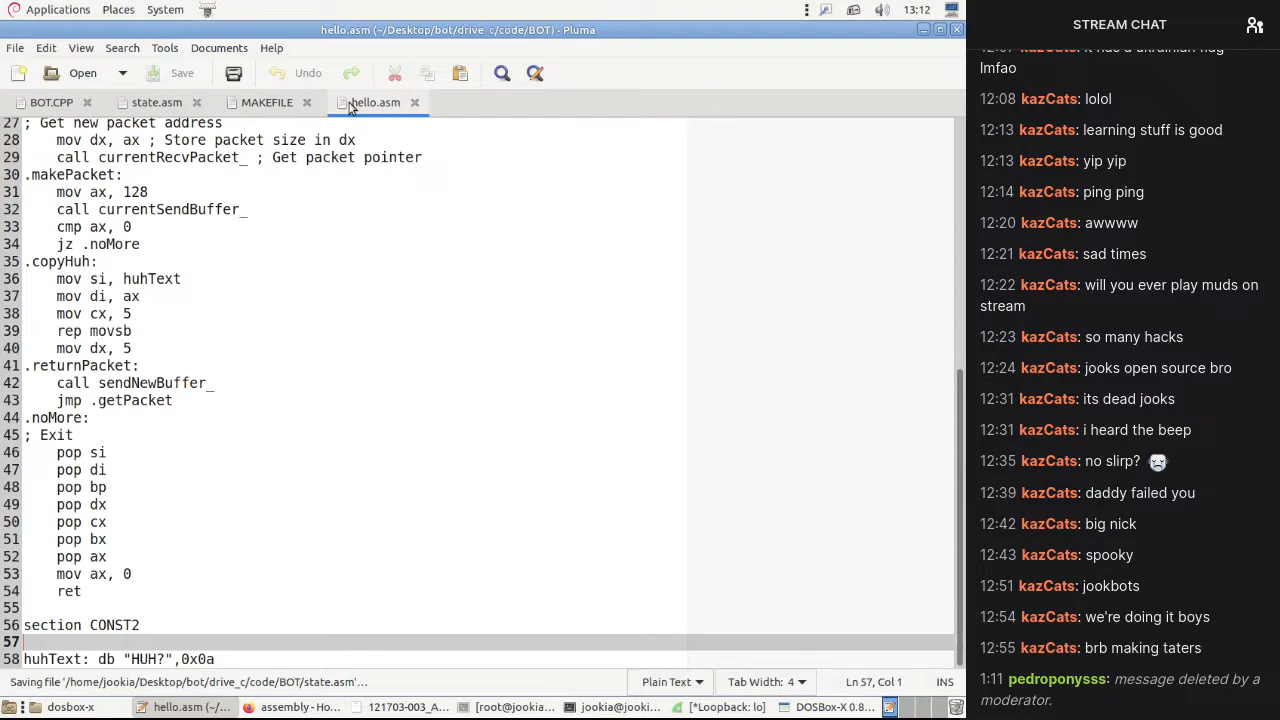 Applications Places System 13:12
hello.asm (~/Desktop/bot/drive_c/code/BOT) - Pluma
File Edit View Search Tools Documents Help
Open Save Undo
BOT.CPP state.asm MAKEFILE hello.asm
27 ; Get new packet address
28 mov dx, ax ; Store packet size in dx
29 call currentRecvPacket_ ; Get packet pointer
30 .makePacket:
31 mov ax, 128
32 call currentSendBuffer_
33 cmp ax, 0
34 jz .noMore
35 .copyHuh:
36 mov si, huhText
37 mov di, ax
38 mov cx, 5
39 rep movsb
40 mov dx, 5
41 .returnPacket:
42 call sendNewBuffer_
43 jmp .getPacket
44 .noMore:
45 ; Exit
46 pop si
47 pop di
48 pop bp
49 pop dx
50 pop cx
51 pop bx
52 pop ax
53 mov ax, 0
54 ret
55
56 section CONST2
57
58 huhText: db "HUH?",0x0a
Saving file '/home/jookia/Desktop/bot/drive_c/code/BOT/state.asm'... Plain Text Tab Width: 4 Ln 57, Col 1 INS
dosbox-x hello.asm (~/... assembly - Ha... 121703-003_A... [root@jookia... jookia@jooki... [*Loopback: lo] DOSBox-X 0.8...
STREAM CHAT
lmfao
12:08 kazCats: lolol
12:13 kazCats: learning stuff is good
12:13 kazCats: yip yip
12:14 kazCats: ping ping
12:20 kazCats: awwww
12:21 kazCats: sad times
12:22 kazCats: will you ever play muds on
stream
12:23 kazCats: so many hacks
12:24 kazCats: jooks open source bro
12:31 kazCats: its dead jooks
12:31 kazCats: i heard the beep
12:35 kazCats: no slirp?
12:39 kazCats: daddy failed you
12:42 kazCats: big nick
12:43 kazCats: spooky
12:51 kazCats: jookbots
12:54 kazCats: we're doing it boys
12:55 kazCats: brb making taters
1:11 pedroponysss: message deleted by a
moderator.